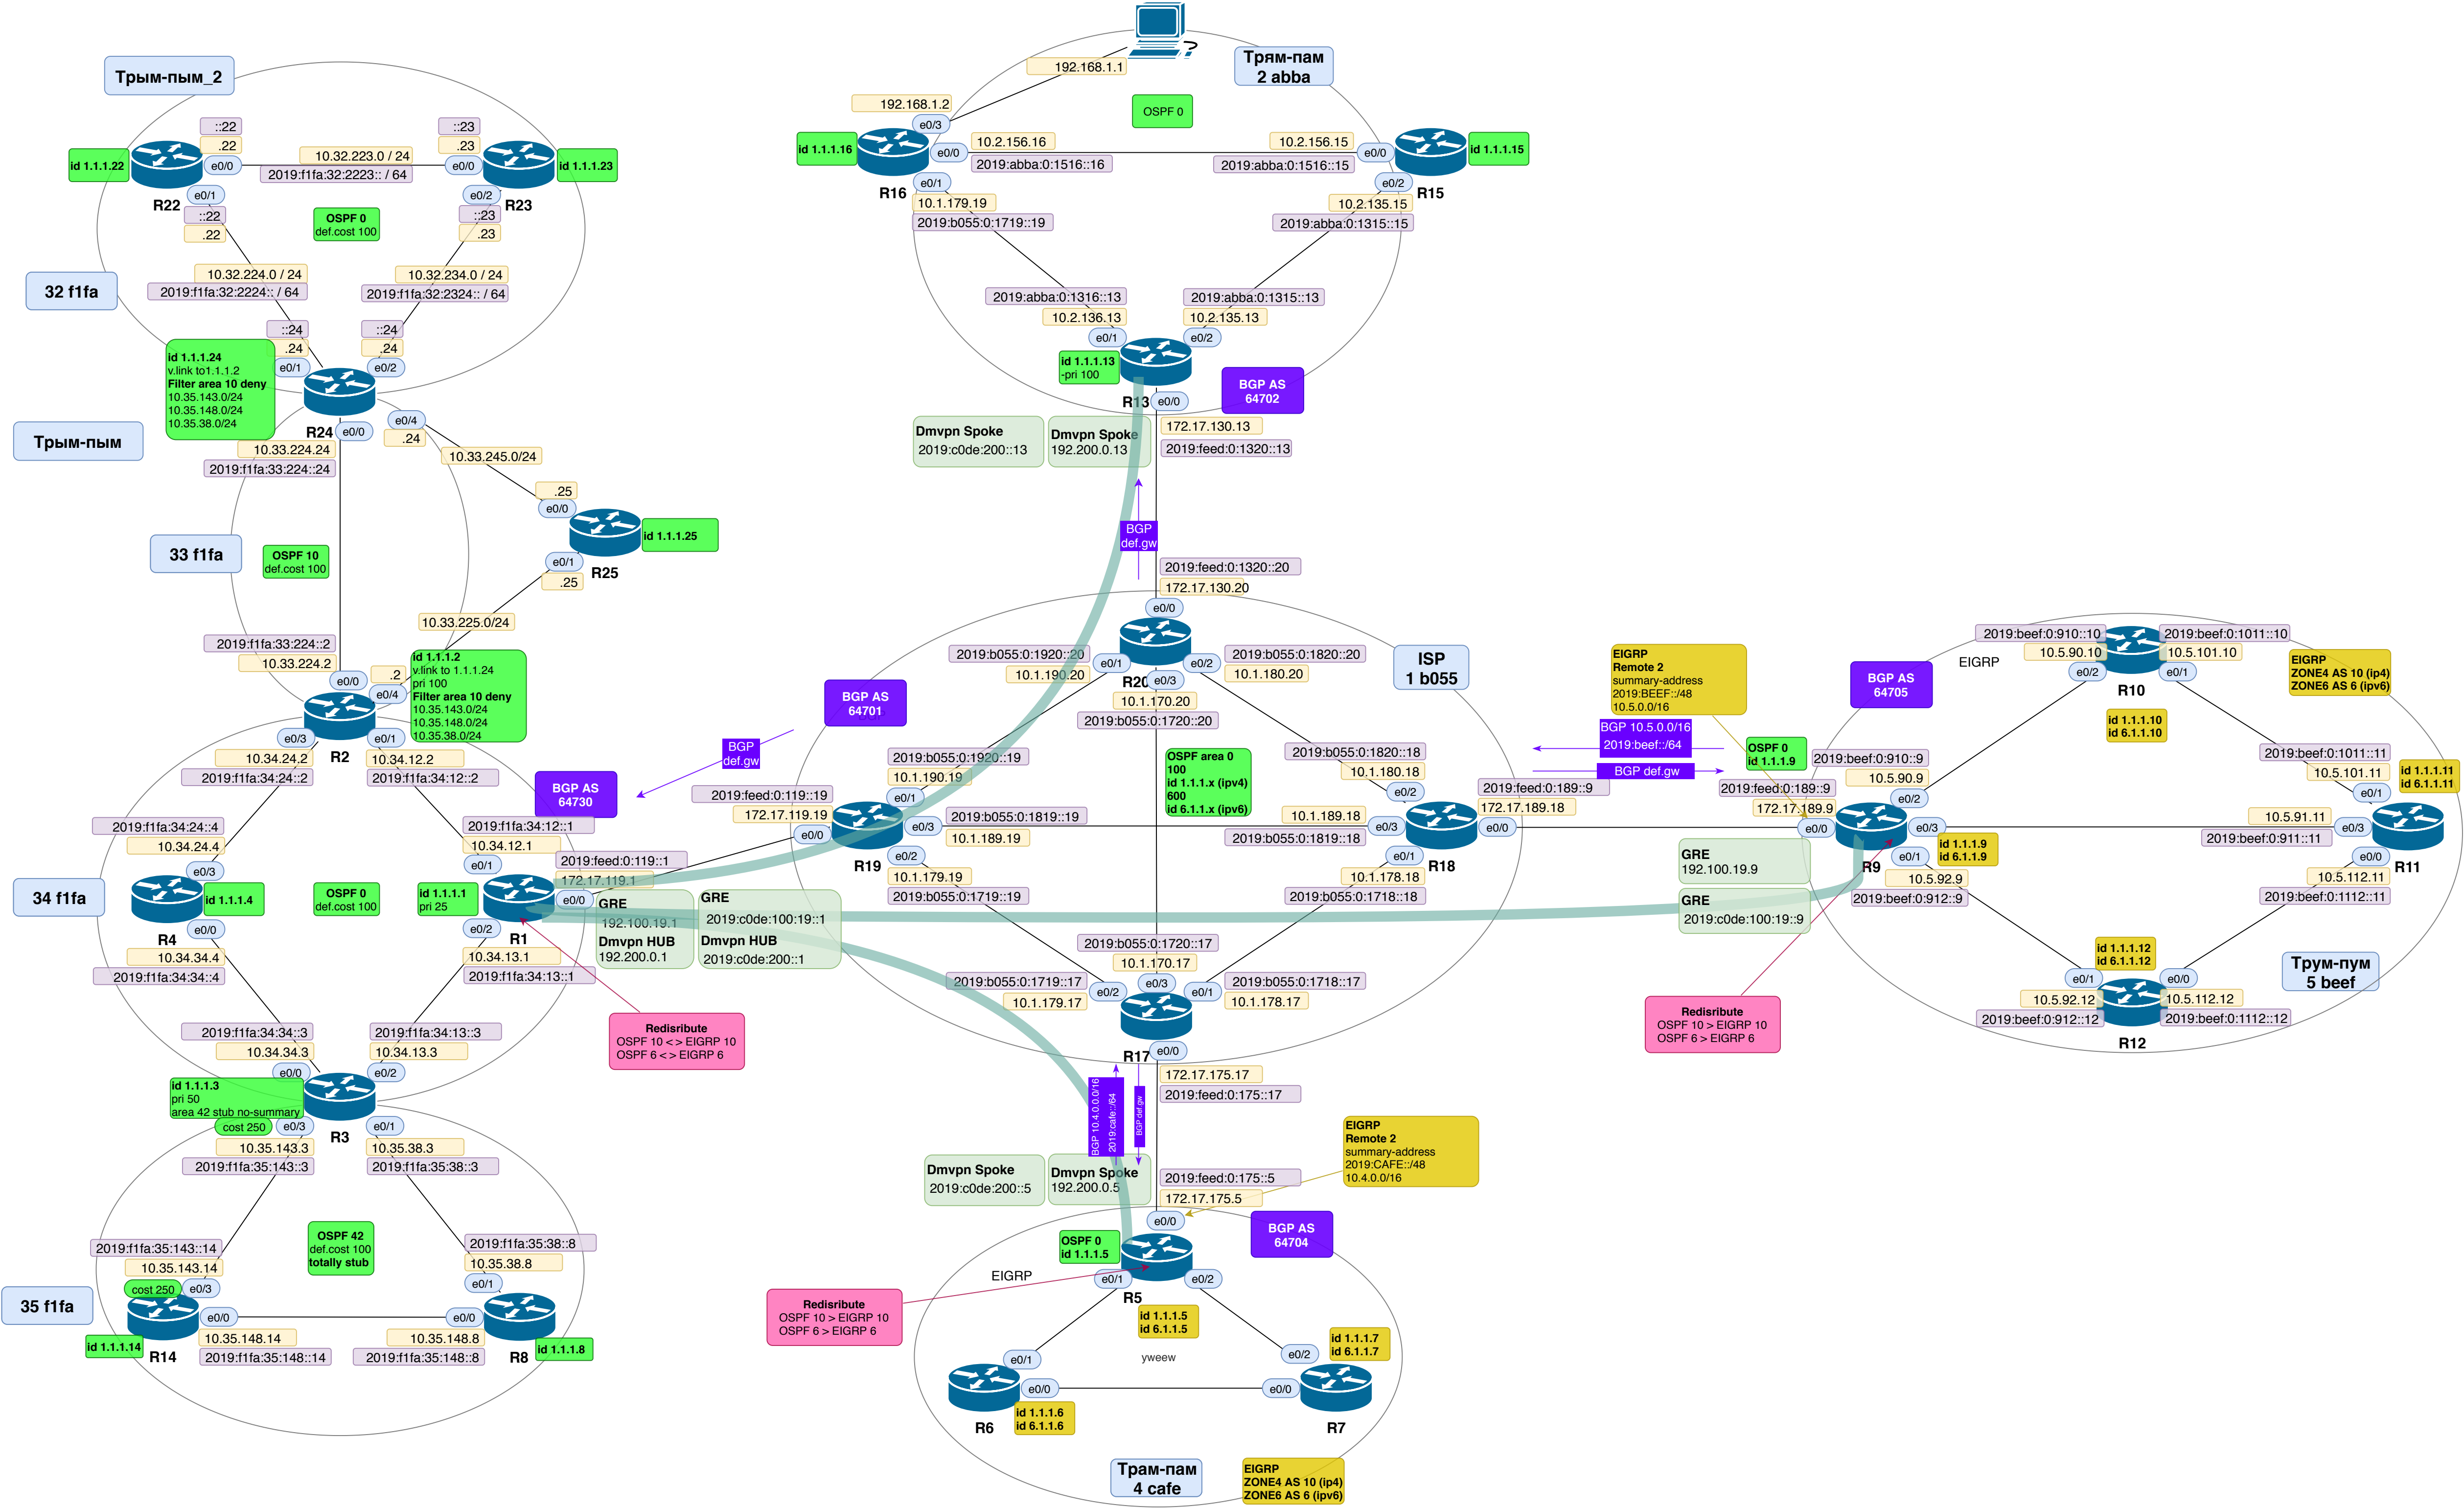 Трым-пым_2
::22
.22
::23
.23
id 1.1.1.22
e0/0
10.32.223.0 / 24
2019:f1fa:32:2223:: / 64
e0/0
id 1.1.1.23
R22
e0/1
::22
.22
OSPF 0
def.cost 100
e0/2
R23
::23
.23
10.32.224.0 / 24
2019:f1fa:32:2224:: / 64
10.32.234.0 / 24
2019:f1fa:32:2324:: / 64
32 f1fa
::24
.24
e0/1
::24
.24
e0/2
id 1.1.1.24
v.link to1.1.1.2
Filter area 10 deny
10.35.143.0/24
10.35.148.0/24
10.35.38.0/24
Трым-пым
R24
e0/0
e0/4
.24
10.33.224.24
2019:f1fa:33:224::24
10.33.245.0/24
.25
e0/0
id 1.1.1.25
33 f1fa
OSPF 10
def.cost 100
e0/1
R25
.25
10.33.225.0/24
2019:f1fa:33:224::2
10.33.224.2
e0/0
.2
e0/4
id 1.1.1.2
v.link to 1.1.1.24
pri 100
Filter area 10 deny
10.35.143.0/24
10.35.148.0/24
10.35.38.0/24
e0/3
R2
e0/1
10.34.24.2
2019:f1fa:34:24::2
10.34.12.2
2019:f1fa:34:12::2
BGP AS
64730
2019:f1fa:34:24::4
10.34.24.4
e0/3
2019:f1fa:34:12::1
10.34.12.1
e0/1
34 f1fa
id 1.1.1.4
OSPF 0
def.cost 100
id 1.1.1.1
pri 25
2019:feed:0:119::1
172.17.119.1
e0/0
R4
e0/0
e0/2
R1
10.34.34.4
2019:f1fa:34:34::4
10.34.13.1
2019:f1fa:34:13::1
GRE
192.100.19.1
Dmvpn HUB
192.200.0.1
GRE
2019:c0de:100:19::1
Dmvpn HUB
2019:c0de:200::1
2019:f1fa:34:34::3
10.34.34.3
e0/0
2019:f1fa:34:13::3
10.34.13.3
e0/2
Redisribute
OSPF 10 < > EIGRP 10
OSPF 6 < > EIGRP 6
id 1.1.1.3
pri 50
area 42 stub no-summary
cost 250
e0/3
R3
e0/1
10.35.143.3
2019:f1fa:35:143::3
10.35.38.3
2019:f1fa:35:38::3
2019:f1fa:35:143::14
10.35.143.14
cost 250
e0/3
OSPF 42
def.cost 100
totally stub
2019:f1fa:35:38::8
10.35.38.8
e0/1
35 f1fa
e0/0
e0/0
id 1.1.1.14
R14
10.35.148.14
2019:f1fa:35:148::14
10.35.148.8
2019:f1fa:35:148::8
R8
id 1.1.1.8
Трям-пам
2 abba
192.168.1.1
192.168.1.2
e0/3
OSPF 0
id 1.1.1.16
e0/0
10.2.156.16
2019:abba:0:1516::16
10.2.156.15
2019:abba:0:1516::15
e0/0
id 1.1.1.15
R16
e0/1
10.1.179.19
2019:b055:0:1719::19
e0/2
R15
10.2.135.15
2019:abba:0:1315::15
2019:abba:0:1316::13
10.2.136.13
e0/1
2019:abba:0:1315::13
10.2.135.13
e0/2
id 1.1.1.13
-pri 100
R13
e0/0
BGP AS
64702
Dmvpn Spoke
2019:c0de:200::13
Dmvpn Spoke
192.200.0.13
172.17.130.13
2019:feed:0:1320::13
BGP
def.gw
2019:feed:0:1320::20
172.17.130.20
e0/0
2019:b055:0:1920::20
10.1.190.20
e0/1
R20
e0/2
e0/3
2019:b055:0:1820::20
10.1.180.20
ISP
1 b055
BGP AS
64701
10.1.170.20
2019:b055:0:1720::20
BGP
def.gw
2019:b055:0:1920::19
10.1.190.19
e0/1
OSPF area 0
100
id 1.1.1.x (ipv4)
600
id 6.1.1.x (ipv6)
2019:b055:0:1820::18
10.1.180.18
e0/2
2019:feed:0:119::19
172.17.119.19
e0/0
R19
e0/3
2019:b055:0:1819::19
10.1.189.19
10.1.189.18
e0/3
2019:b055:0:1819::18
2019:feed:0:189::9
172.17.189.18
e0/0
R18
e0/2
10.1.179.19
2019:b055:0:1719::19
e0/1
10.1.178.18
2019:b055:0:1718::18
2019:b055:0:1720::17
10.1.170.17
e0/3
2019:b055:0:1719::17
10.1.179.17
e0/2
e0/1
2019:b055:0:1718::17
10.1.178.17
R17
e0/0
172.17.175.17
2019:feed:0:175::17
BGP 10.4.0.0.0/16
2019:cafe::/64
BGP def.gw
Dmvpn Spoke
2019:c0de:200::5
Dmvpn Spoke
192.200.0.5
2019:feed:0:175::5
172.17.175.5
e0/0
EIGRP
Remote 2
summary-address
2019:CAFE::/48
10.4.0.0/16
BGP AS
64704
OSPF 0
id 1.1.1.5
EIGRP
e0/1
R5
e0/2
Redisribute
OSPF 10 > EIGRP 10
OSPF 6 > EIGRP 6
id 1.1.1.5
id 6.1.1.5
yweew
e0/1
e0/2
id 1.1.1.7
id 6.1.1.7
e0/0
e0/0
R6
id 1.1.1.6
id 6.1.1.6
R7
Трам-пам
4 cafe
EIGRP
ZONE4 AS 10 (ip4)
ZONE6 AS 6 (ipv6)
EIGRP
Remote 2
summary-address
2019:BEEF::/48
10.5.0.0/16
BGP 10.5.0.0/16
2019:beef::/64
BGP def.gw
OSPF 0
id 1.1.1.9
BGP AS
64705
EIGRP
2019:beef:0:910::10
10.5.90.10
e0/2
2019:beef:0:1011::10
10.5.101.10
e0/1
R10
EIGRP
ZONE4 AS 10 (ip4)
ZONE6 AS 6 (ipv6)
id 1.1.1.10
id 6.1.1.10
2019:beef:0:910::9
10.5.90.9
e0/2
2019:feed:0:189::9
172.17.189.9
e0/0
2019:beef:0:1011::11
10.5.101.11
e0/1
id 1.1.1.11
id 6.1.1.11
e0/3
10.5.91.11
e0/3
2019:beef:0:911::11
R9
id 1.1.1.9
id 6.1.1.9
e0/1
10.5.92.9
2019:beef:0:912::9
e0/0
R11
10.5.112.11
2019:beef:0:1112::11
GRE
192.100.19.9
GRE
2019:c0de:100:19::9
Redisribute
OSPF 10 > EIGRP 10
OSPF 6 > EIGRP 6
id 1.1.1.12
id 6.1.1.12
e0/1
e0/0
10.5.92.12
2019:beef:0:912::12
10.5.112.12
2019:beef:0:1112::12
R12
Трум-пум
5 beef